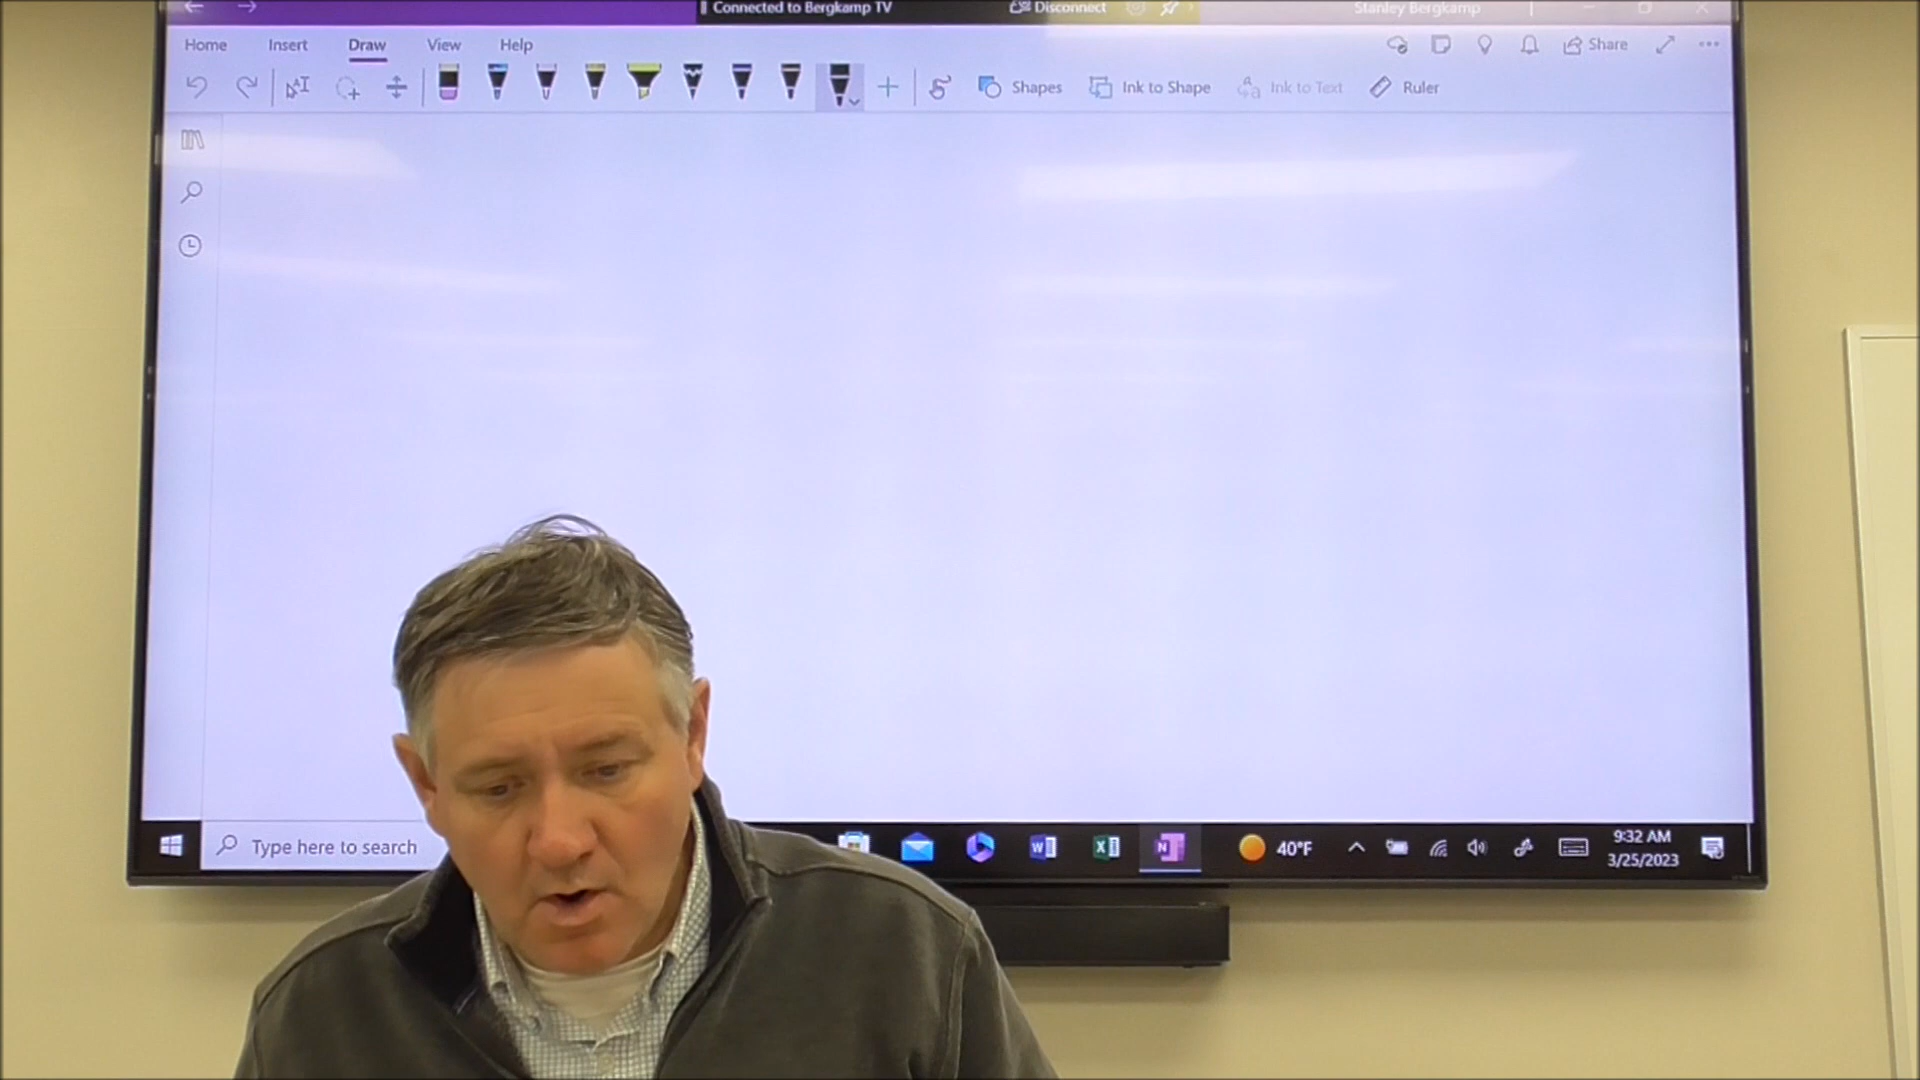 Connected to Bergkamp TV Disconnect Stanley Bergkamp
Home Insert Draw View Help Share
Shapes Ink to Shape Ink to Text Ruler
Type here to search 40°F 9:32 AM
3/25/2023